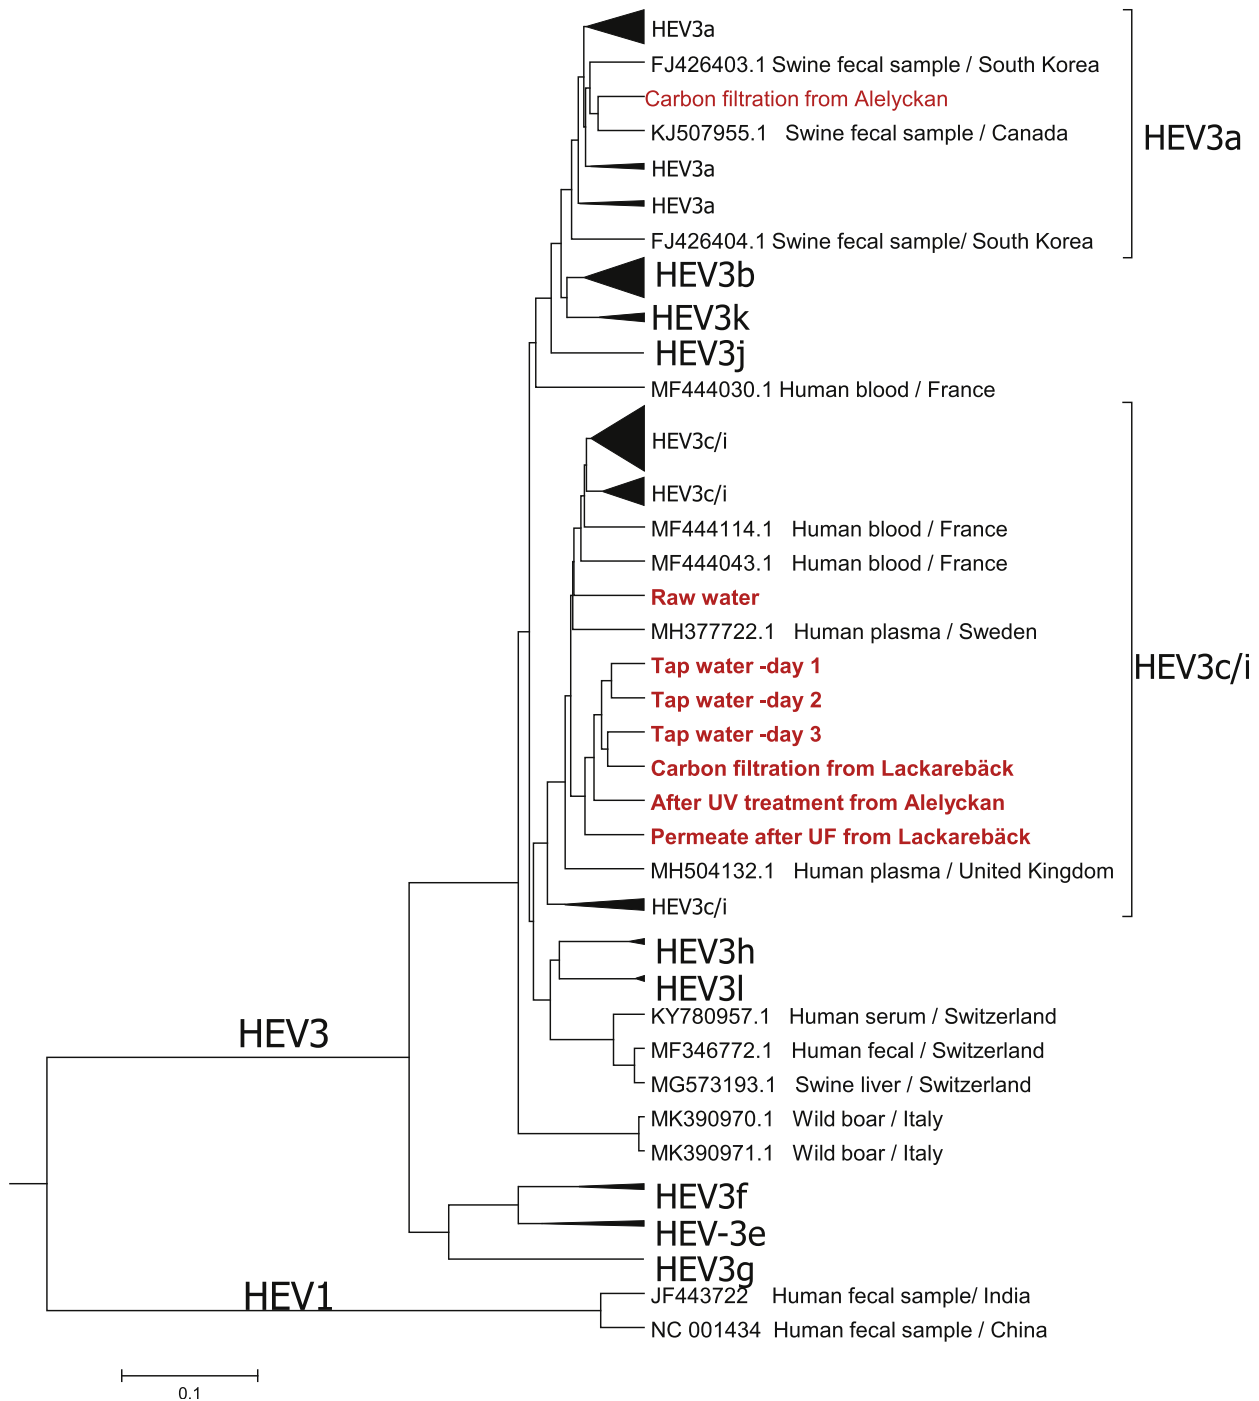 HEV3a
FJ426403.1 Swine fecal sample / South Korea
Carbon filtration from Alelyckan
KJ507955.1 Swine fecal sample / Canada
HEV3a
HEV3a
HEV3a
FJ426404.1 Swine fecal sample/ South Korea
HEV3b
HEV3k
HEV3j
MF444030.1 Human blood / France
HEV3c/i
HEV3c/i
MF444114.1 Human blood / France
MF444043.1 Human blood / France
Raw water
MH377722.1 Human plasma / Sweden
Tap water -day 1
HEV3c/i
Tap water -day 2
Tap water -day 3
Carbon filtration from Lackarebäck
After UV treatment from Alelyckan
Permeate after UF from Lackarebäck
MH504132.1 Human plasma / United Kingdom
HEV3c/i
HEV3h
HEV3l
KY780957.1 Human serum / Switzerland
HEV3
MF346772.1 Human fecal / Switzerland
MG573193.1 Swine liver / Switzerland
MK390970.1 Wild boar / Italy
MK390971.1 Wild boar / Italy
HEV3f
HEV-3e
HEV3g
HEV1
JF443722 Human fecal sample/ India
NC 001434 Human fecal sample / China
0.1